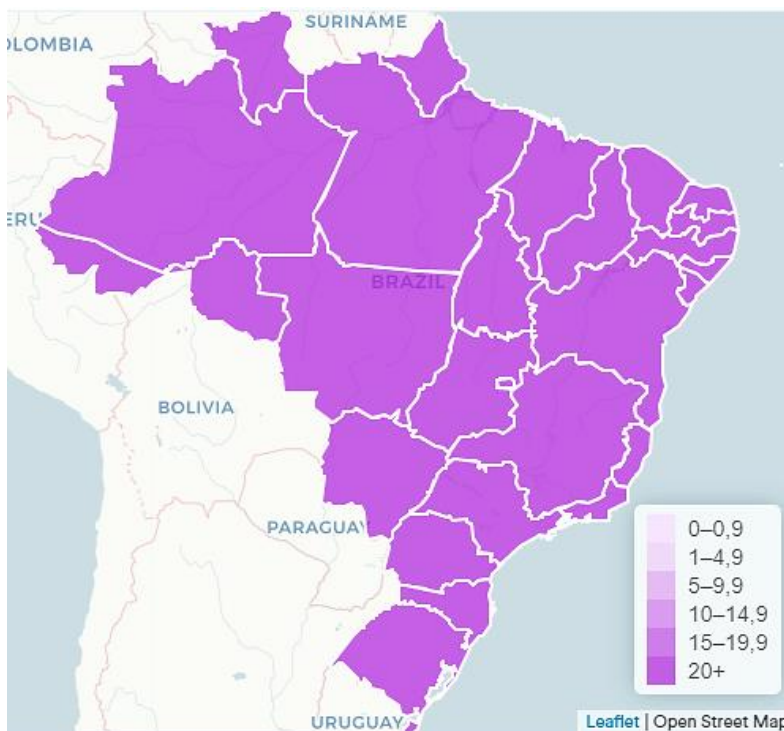 SURINAME
OLOMBIA
ERU
BRAZIL
BOLIVIA
PARAGUAY
URUGUAY
0–0,9
1–4,9
5–9,9
10–14,9
15–19,9
20+
Leaflet | Open Street Map